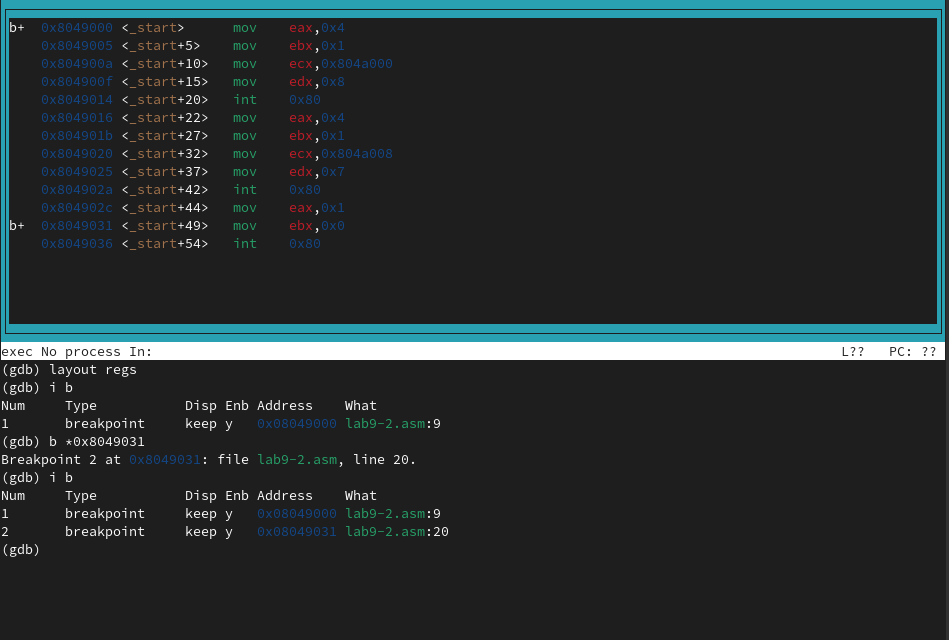 b+ 0x8049000 <_start> mov eax,0x4
0x8049005 <_start+5> mov ebx,0x1
0x804900a <_start+10> mov ecx,0x804a000
0x804900f <_start+15> mov edx,0x8
0x8049014 <_start+20> int 0x80
0x8049016 <_start+22> mov eax,0x4
0x804901b <_start+27> mov ebx,0x1
0x8049020 <_start+32> mov ecx,0x804a008
0x8049025 <_start+37> mov edx,0x7
0x804902a <_start+42> int 0x80
0x804902c <_start+44> mov eax,0x1
b+ 0x8049031 <_start+49> mov ebx,0x0
0x8049036 <_start+54> int 0x80
exec No process In: L?? PC: ??
(gdb) layout regs
(gdb) i b
Num Type Disp Enb Address What
1 breakpoint keep y 0x08049000 lab9-2.asm:9
(gdb) b *0x8049031
Breakpoint 2 at 0x8049031: file lab9-2.asm, line 20.
(gdb) i b
Num Type Disp Enb Address What
1 breakpoint keep y 0x08049000 lab9-2.asm:9
2 breakpoint keep y 0x08049031 lab9-2.asm:20
(gdb)